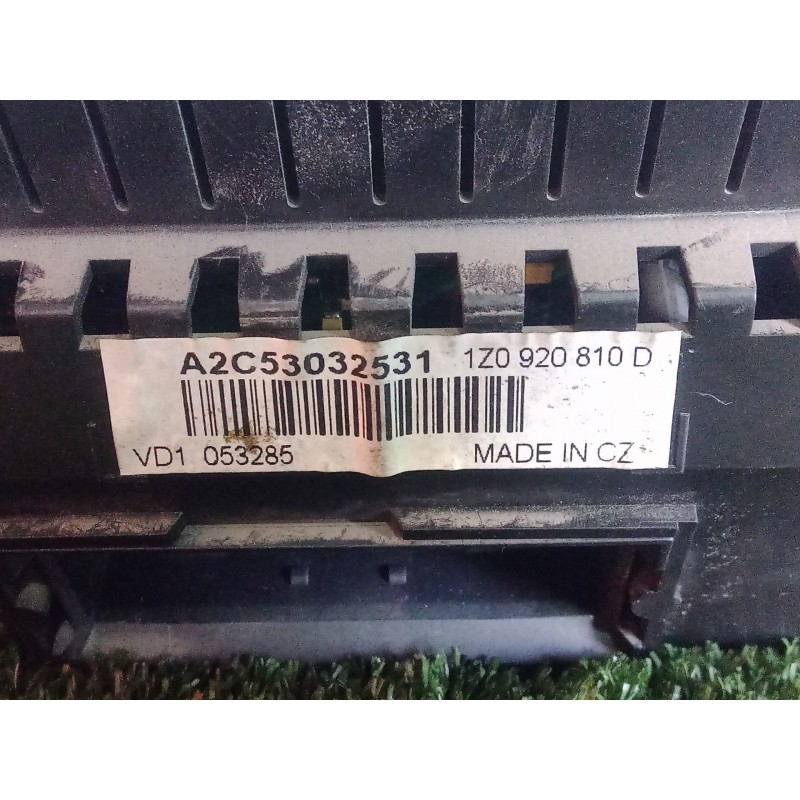 A2C53032531 1Z0 920 810 D
VD1 053285 MADE IN CZ